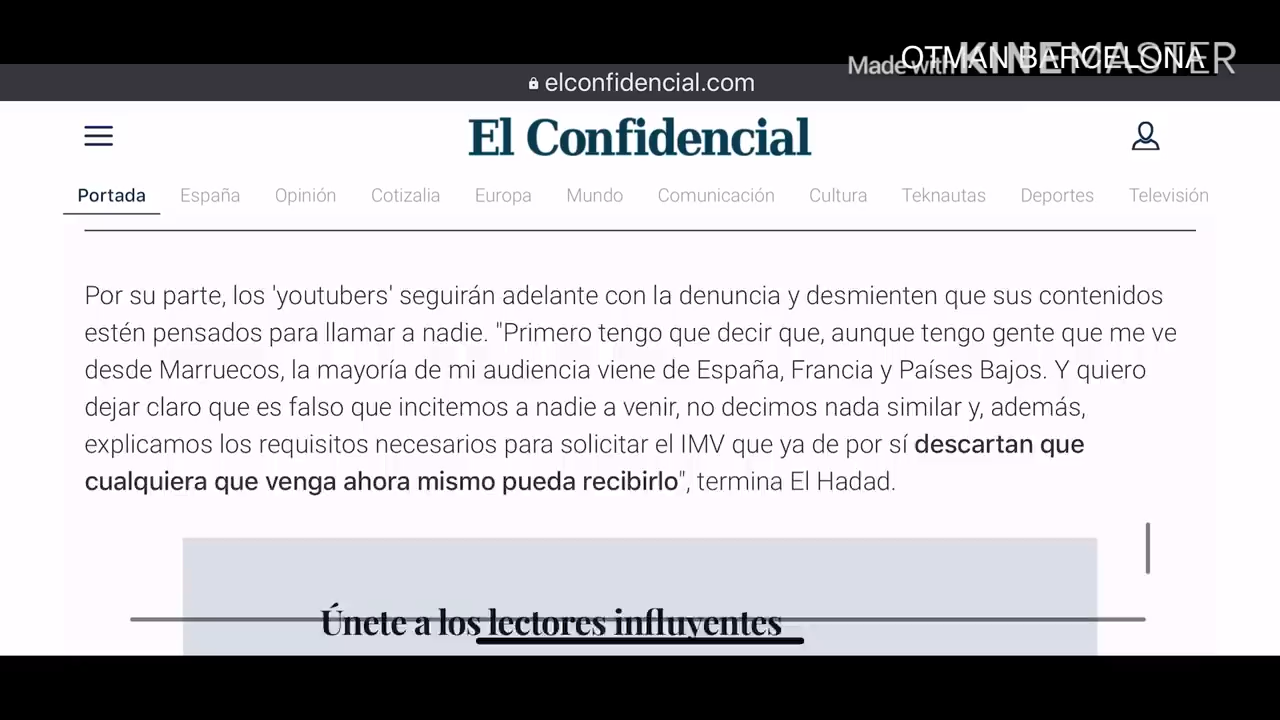 OTMAN BARCELONA
Made with KINEMASTER
elconfidencial.com
El Confidencial
Portada España Opinión Cotizalia Europa Mundo Comunicación Cultura Teknautas Deportes Televisión
Por su parte, los 'youtubers' seguirán adelante con la denuncia y desmienten que sus contenidos
estén pensados para llamar a nadie. "Primero tengo que decir que, aunque tengo gente que me ve
desde Marruecos, la mayoría de mi audiencia viene de España, Francia y Países Bajos. Y quiero
dejar claro que es falso que incitemos a nadie a venir, no decimos nada similar y, además,
explicamos los requisitos necesarios para solicitar el IMV que ya de por sí descartan que
cualquiera que venga ahora mismo pueda recibirlo", termina El Hadad.
Únete a los lectores influyentes